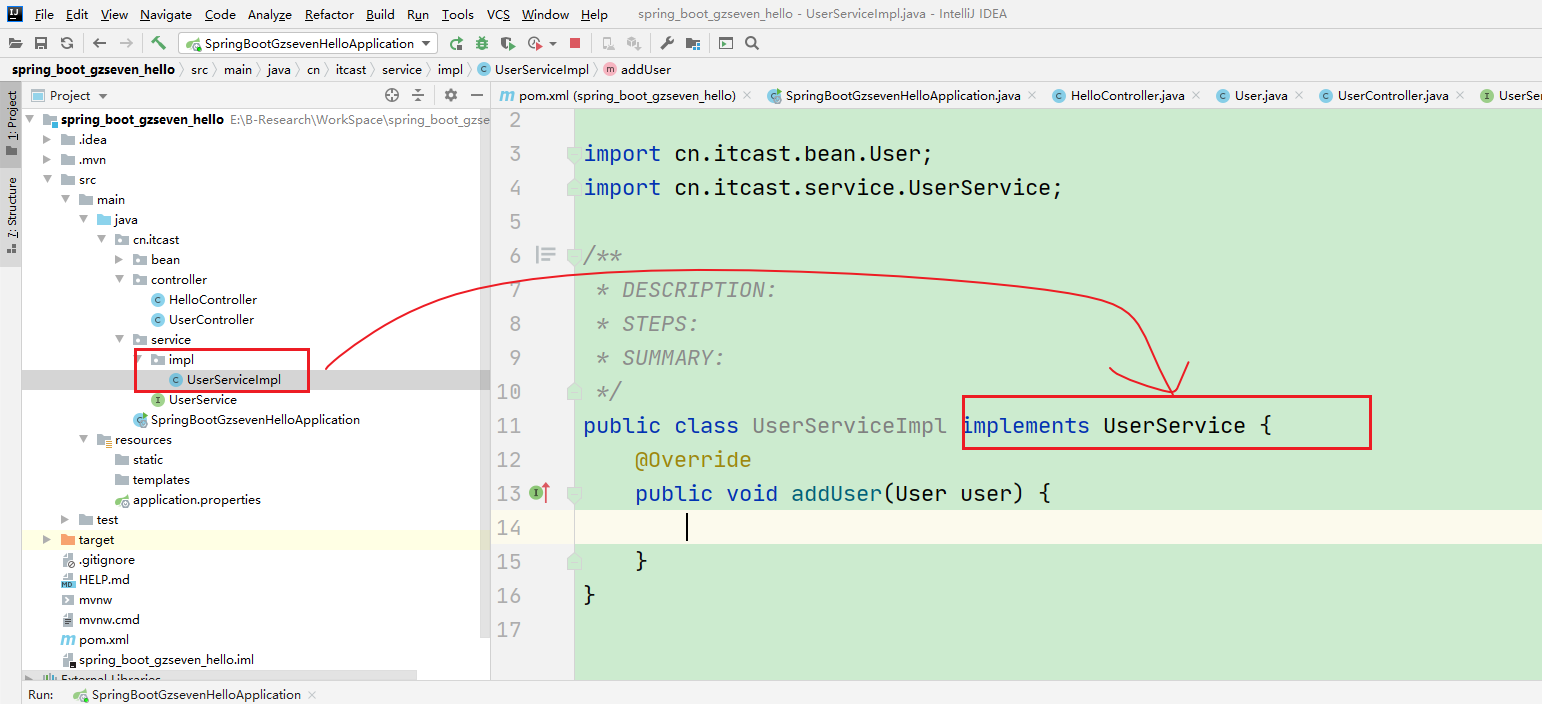 File Edit View Navigate Code Analyze Refactor Build Run Tools VCS Window Help spring_boot_gzseven_hello - UserServiceImpl.java - IntelliJ IDEA
SpringBootGzsevenHelloApplication
spring_boot_gzseven_hello src main java cn itcast service impl C UserServiceImpl m addUser
1: Project
7: Structure
Project
m pom.xml (spring_boot_gzseven_hello) SpringBootGzsevenHelloApplication.java C HelloController.java C User.java C UserController.java I UserSer
spring_boot_gzseven_hello E:\B-Research\WorkSpace\spring_boot_gzse
.idea
.mvn
src
main
java
cn.itcast
bean
controller
C HelloController
C UserController
service
impl
C UserServiceImpl
I UserService
SpringBootGzsevenHelloApplication
resources
static
templates
application.properties
test
target
.gitignore
MD HELP.md
mvnw
mvnw.cmd
m pom.xml
spring_boot_gzseven_hello.iml
External Libraries
2
3 import cn.itcast.bean.User;
4 import cn.itcast.service.UserService;
5
6 /**
7 * DESCRIPTION:
8 * STEPS:
9 * SUMMARY:
10 */
11 public class UserServiceImpl implements UserService {
12 @Override
13 public void addUser(User user) {
14
15 }
16 }
17
Run: SpringBootGzsevenHelloApplication